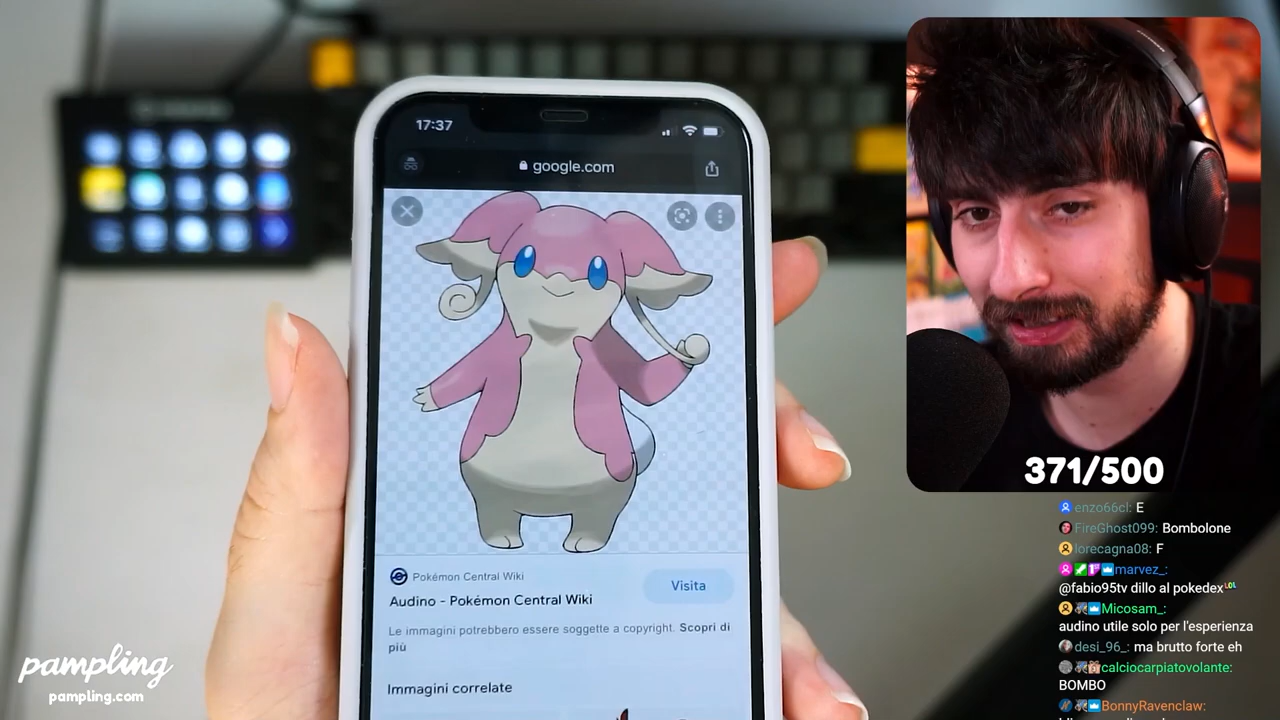 17:37
google.com
Pokémon Central Wiki
Audino - Pokémon Central Wiki
Visita
Le immagini potrebbero essere soggette a copyright. Scopri di
più
Immagini correlate
371/500
enzo66cl: E
FireGhost099: Bombolone
lorecagna08: F
marvez_:
@fabio95tv dillo al pokedex
Micosam_:
audino utile solo per l'esperienza
desi_96_: ma brutto forte eh
calciocarpiatovolante:
BOMBO
BonnyRavenclaw:
pampling
pampling.com